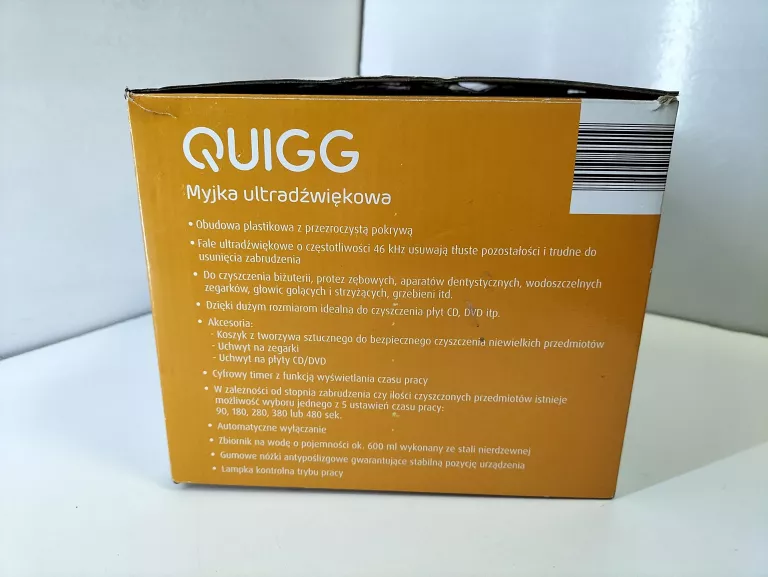 QUIGG
Myjka ultradźwiękowa
• Obudowa plastikowa z przezroczystą pokrywą
• Fale ultradźwiękowe o częstotliwości 46 kHz usuwają tłuste pozostałości i trudne do
usunięcia zabrudzenia
• Do czyszczenia biżuterii, protez zębowych, aparatów dentystycznych, wodoszczelnych
zegarków, głowic golących i strzyżących, grzebieni itd.
• Dzięki dużym rozmiarom idealna do czyszczenia płyt CD, DVD itp.
• Akcesoria:
- Koszyk z tworzywa sztucznego do bezpiecznego czyszczenia niewielkich przedmiotów
- Uchwyt na zegarki
- Uchwyt na płyty CD/DVD
• Cyfrowy timer z funkcją wyświetlania czasu pracy
• W zależności od stopnia zabrudzenia czy ilości czyszczonych przedmiotów istnieje
możliwość wyboru jednego z 5 ustawień czasu pracy:
90, 180, 280, 380 lub 480 sek.
• Automatyczne wyłączanie
• Zbiornik na wodę o pojemności ok. 600 ml wykonany ze stali nierdzewnej
• Gumowe nóżki antypoślizgowe gwarantujące stabilną pozycję urządzenia
• Lampka kontrolna trybu pracy